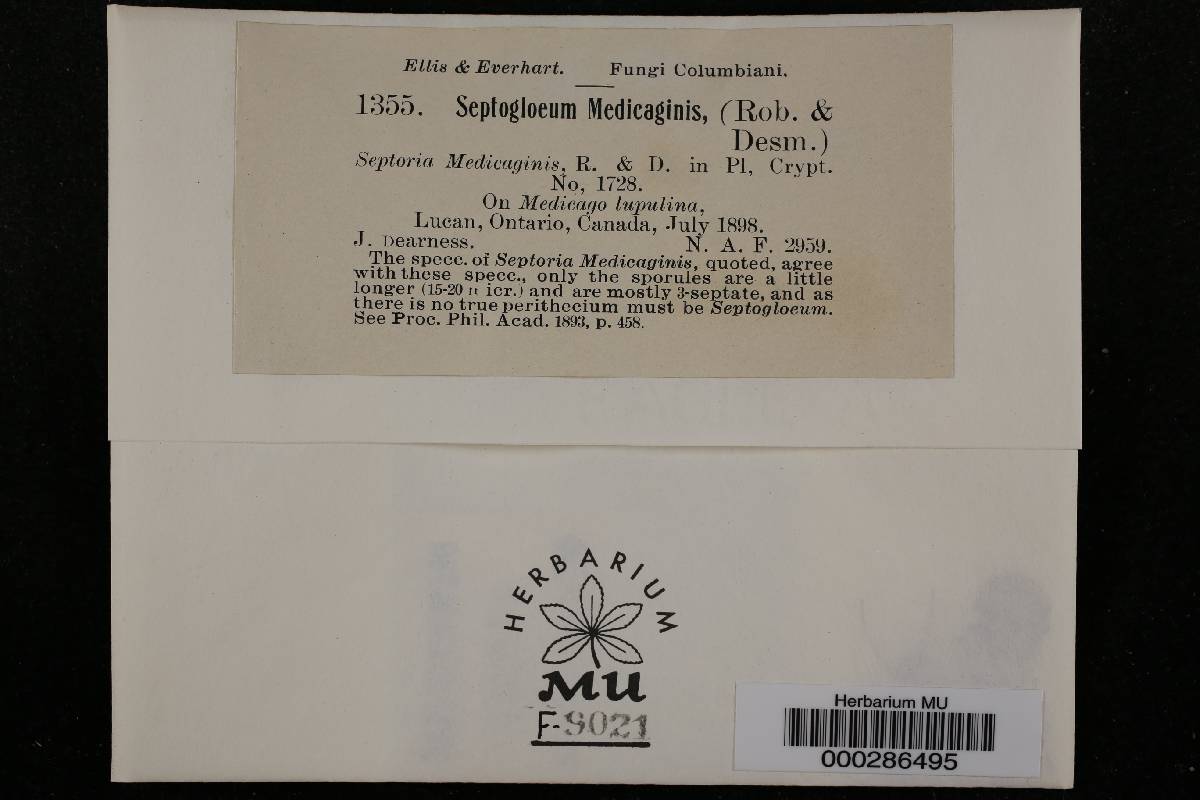 Ellis & Everhart. Fungi Columbiani.
1355. Septogloeum Medicaginis, (Rob. &
Desm.)
Septoria Medicaginis, R. & D. in Pl, Crypt.
No, 1728.
On Medicago lupulina,
Lucan, Ontario, Canada, July 1898.
J. Dearness. N. A. F. 2959.
The specc. of Septoria Medicaginis, quoted, agree
with these specc., only the sporules are a little
longer (15-20 icr.) and are mostly 3-septate, and as
there is no true perithecium must be Septogloeum.
See Proc. Phil. Acad. 1893, p. 458.
HERBARIUM
MU
F-9021
Herbarium MU
000286495